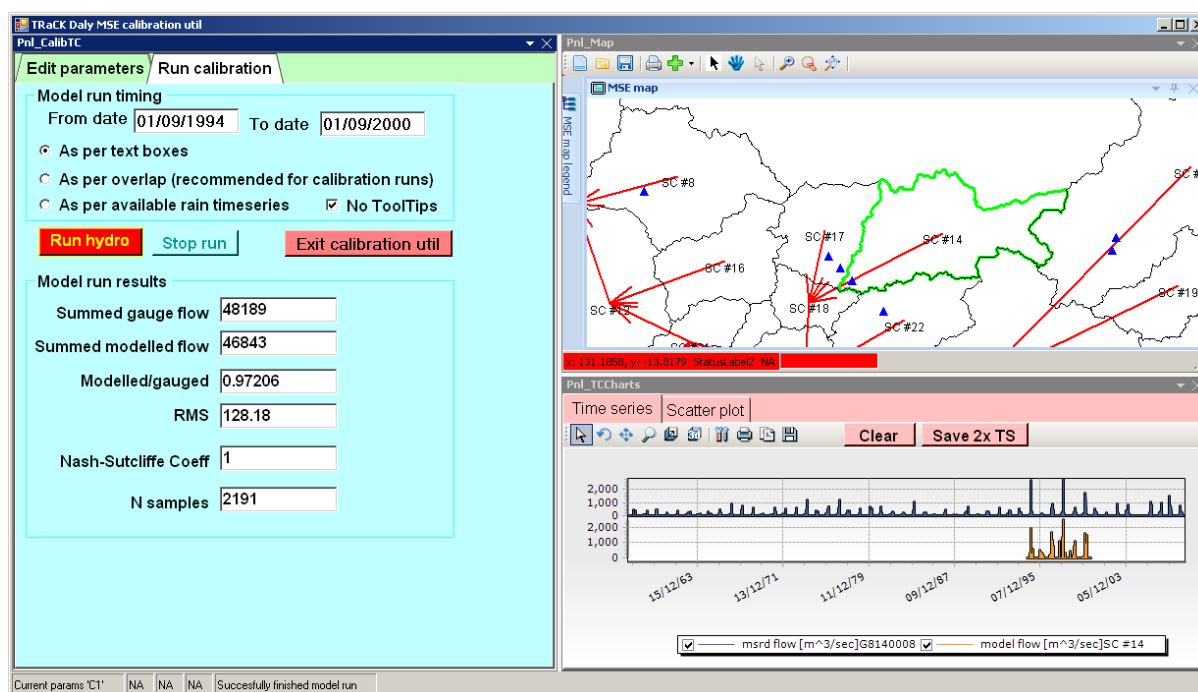 TRaCK Daly MSE calibration util
Pnl_CalibTC
Edit parameters Run calibration
Model run timing
From date 01/09/1994 To date 01/09/2000
As per text boxes
As per overlap (recommended for calibration runs)
As per available rain timeseries No ToolTips
Run hydro Stop run Exit calibration util
Model run results
Summed gauge flow 48189
Summed modelled flow 46843
Modelled/gauged 0.97206
RMS 128.18
Nash-Sutcliffe Coeff 1
N samples 2191
Pnl_Map
MSE map
MSE map legend
SC #8
SC #17
SC #14
SC #16
SC #12
SC #18
SC #22
SC #19
x: 131.1858, y: -13.8179 StatusLabel2 NA
Pnl_TCCharts
Time series Scatter plot
Clear Save 2x TS
2,000
1,000
0
2,000
1,000
0
15/12/63 13/12/71 11/12/79 09/12/87 07/12/95 05/12/03
msrd flow [m^3/sec]G8140008 model flow [m^3/sec]SC #14
Current params 'C1' NA NA NA Succesfully finished model run